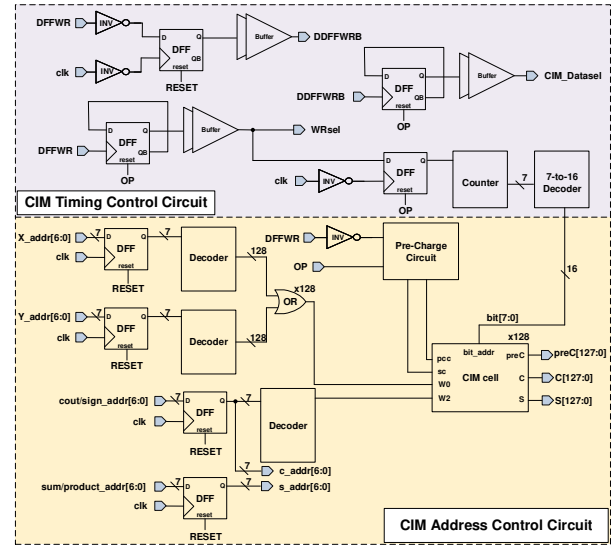 DFFWR
INV
D
Q
DFF
QB
reset
RESET
clk
INV
Buffer
DDFFWRB
D
Q
DFF
QB
reset
OP
DDFFWRB
Buffer
CIM_Datasel
D
Q
DFF
QB
reset
OP
DFFWR
Buffer
WRsel
clk
INV
D
Q
DFF
reset
OP
Counter
7
7-to-16
Decoder
CIM Timing Control Circuit
16
X_addr[6:0]
7
D
Q
DFF
reset
RESET
clk
7
Decoder
128
Y_addr[6:0]
7
D
Q
DFF
reset
RESET
clk
7
Decoder
128
OR
x128
DFFWR
INV
OP
Pre-Charge
Circuit
bit[7:0]
x128
bit_addr
pcc
sc
W0
W2
CIM cell
preC
C
S
preC[127:0]
C[127:0]
S[127:0]
cout/sign_addr[6:0]
7
D
Q
DFF
reset
RESET
clk
7
Decoder
7
c_addr[6:0]
sum/product_addr[6:0]
7
D
Q
DFF
reset
RESET
clk
7
s_addr[6:0]
CIM Address Control Circuit